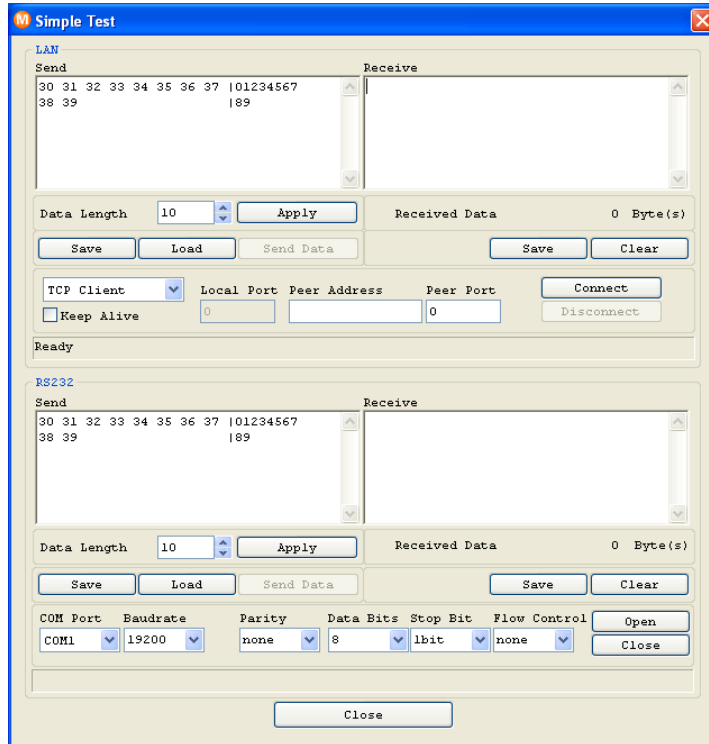 M Simple Test
LAN
Send Receive
30 31 32 33 34 35 36 37 |01234567
38 39 |89
Data Length 10 Apply Received Data 0 Byte(s)
Save Load Send Data Save Clear
TCP Client Local Port Peer Address Peer Port Connect
Keep Alive 0 0 Disconnect
Ready
RS232
Send Receive
30 31 32 33 34 35 36 37 |01234567
38 39 |89
Data Length 10 Apply Received Data 0 Byte(s)
Save Load Send Data Save Clear
COM Port Baudrate Parity Data Bits Stop Bit Flow Control Open
COM1 19200 none 8 1bit none Close
Close